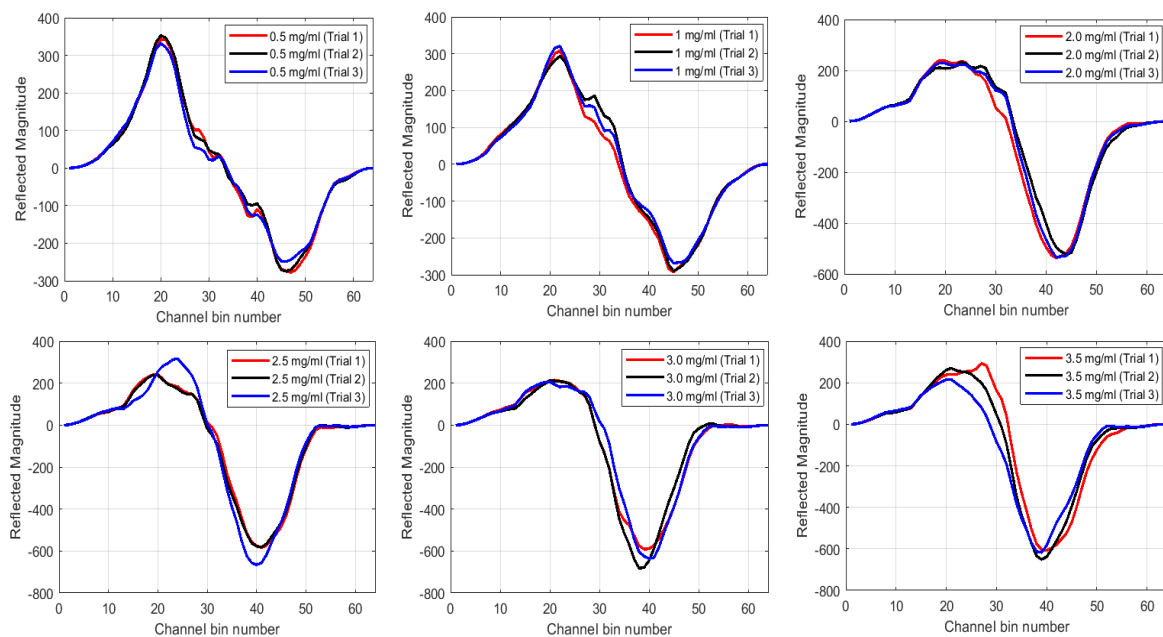 400
300
200
100
0
-100
-200
-300
0 10 20 30 40 50 60
Reflected Magnitude
Channel bin number
0.5 mg/ml (Trial 1)
0.5 mg/ml (Trial 2)
0.5 mg/ml (Trial 3)
400
300
200
100
0
-100
-200
-300
0 10 20 30 40 50 60
Reflected Magnitude
Channel bin number
1 mg/ml (Trial 1)
1 mg/ml (Trial 2)
1 mg/ml (Trial 3)
400
200
0
-200
-400
-600
0 10 20 30 40 50 60
Reflected Magnitude
Channel bin number
2.0 mg/ml (Trial 1)
2.0 mg/ml (Trial 2)
2.0 mg/ml (Trial 3)
400
200
0
-200
-400
-600
-800
0 10 20 30 40 50 60
Reflected Magnitude
Channel bin number
2.5 mg/ml (Trial 1)
2.5 mg/ml (Trial 2)
2.5 mg/ml (Trial 3)
400
200
0
-200
-400
-600
-800
0 10 20 30 40 50 60
Reflected Magnitude
Channel bin number
3.0 mg/ml (Trial 1)
3.0 mg/ml (Trial 2)
3.0 mg/ml (Trial 3)
400
200
0
-200
-400
-600
-800
0 10 20 30 40 50 60
Reflected Magnitude
Channel bin number
3.5 mg/ml (Trial 1)
3.5 mg/ml (Trial 2)
3.5 mg/ml (Trial 3)